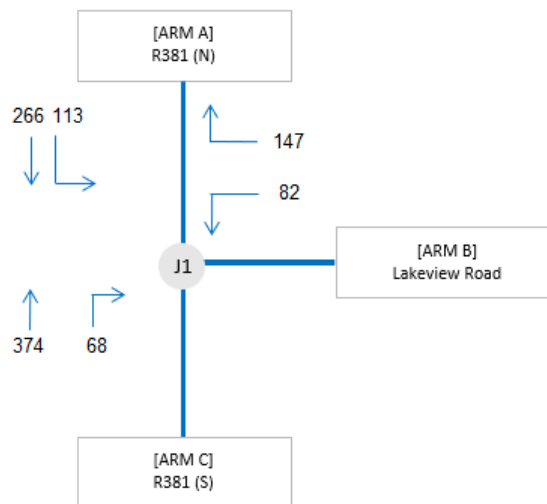 [ARM A]
R381 (N)
266 113
147
82
[ARM B]
Lakeview Road
J1
374 68
[ARM C]
R381 (S)